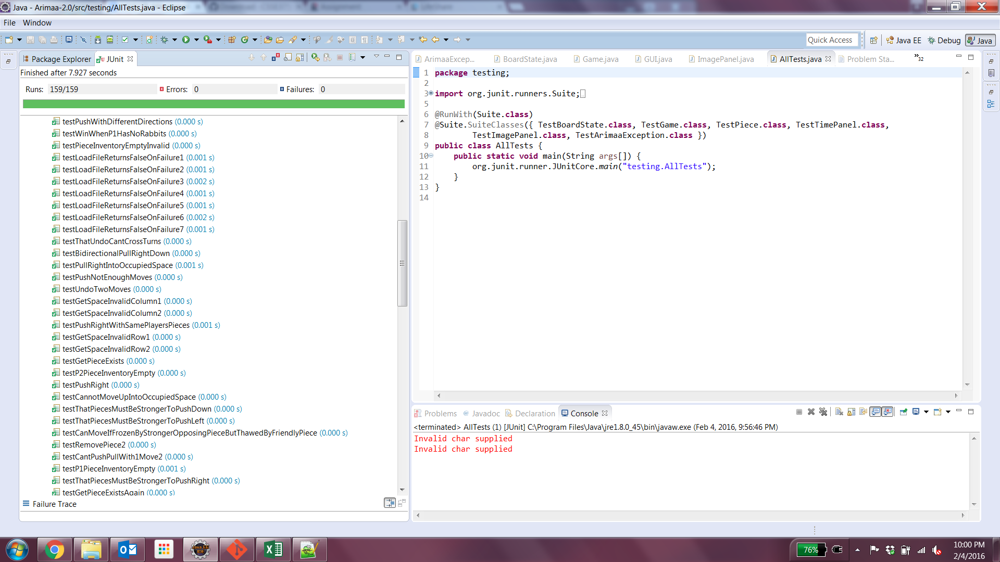 Java - Arimaa-2.0/src/testing/AllTests.java - Eclipse
File Window
Quick Access
Java EE
Debug
Java
Package Explorer
JUnit
Finished after 7.927 seconds
Runs: 159/159
Errors: 0
Failures: 0
testPushWithDifferentDirections (0.000 s)
testWinWhenP1HasNoRabbits (0.000 s)
testPieceInventoryEmptyInvalid (0.000 s)
testLoadFileReturnsFalseOnFailure1 (0.001 s)
testLoadFileReturnsFalseOnFailure2 (0.001 s)
testLoadFileReturnsFalseOnFailure3 (0.002 s)
testLoadFileReturnsFalseOnFailure4 (0.001 s)
testLoadFileReturnsFalseOnFailure5 (0.001 s)
testLoadFileReturnsFalseOnFailure6 (0.002 s)
testLoadFileReturnsFalseOnFailure7 (0.001 s)
testThatUndoCantCrossTurns (0.000 s)
testBidirectionalPullRightDown (0.000 s)
testPullRightIntoOccupiedSpace (0.001 s)
testPushNotEnoughMoves (0.000 s)
testUndoTwoMoves (0.000 s)
testGetSpaceInvalidColumn1 (0.000 s)
testGetSpaceInvalidColumn2 (0.000 s)
testPushRightWithSamePlayersPieces (0.001 s)
testGetSpaceInvalidRow1 (0.000 s)
testGetSpaceInvalidRow2 (0.000 s)
testGetPieceExists (0.000 s)
testP2PieceInventoryEmpty (0.000 s)
testPushRight (0.000 s)
testCannotMoveUpIntoOccupiedSpace (0.000 s)
testThatPiecesMustBeStrongerToPushDown (0.000 s)
testThatPiecesMustBeStrongerToPushLeft (0.000 s)
testCanMoveIfFrozenByStrongerOpposingPieceButThawedByFriendlyPiece (0.000 s)
testRemovePiece2 (0.000 s)
testCantPushPullWith1Move2 (0.000 s)
testP1PieceInventoryEmpty (0.001 s)
testThatPiecesMustBeStrongerToPushRight (0.000 s)
testGetPieceExistsAgain (0.000 s)
Failure Trace
ArimaaExcep...
BoardState.java
Game.java
GUI.java
ImagePanel.java
AllTests.java
Problem Sta...
»32
1 package testing;
2
3 import org.junit.runners.Suite;
5
6 @RunWith(Suite.class)
7 @Suite.SuiteClasses({ TestBoardState.class, TestGame.class, TestPiece.class, TestTimePanel.class,
8 TestImagePanel.class, TestArimaaException.class })
9 public class AllTests {
10 public static void main(String args[]) {
11 org.junit.runner.JUnitCore.main("testing.AllTests");
12 }
13 }
14
Problems
@ Javadoc
Declaration
Console
<terminated> AllTests (1) [JUnit] C:\Program Files\Java\jre1.8.0_45\bin\javaw.exe (Feb 4, 2016, 9:56:46 PM)
Invalid char supplied
Invalid char supplied
Java EE
IDE
76%
10:00 PM
2/4/2016